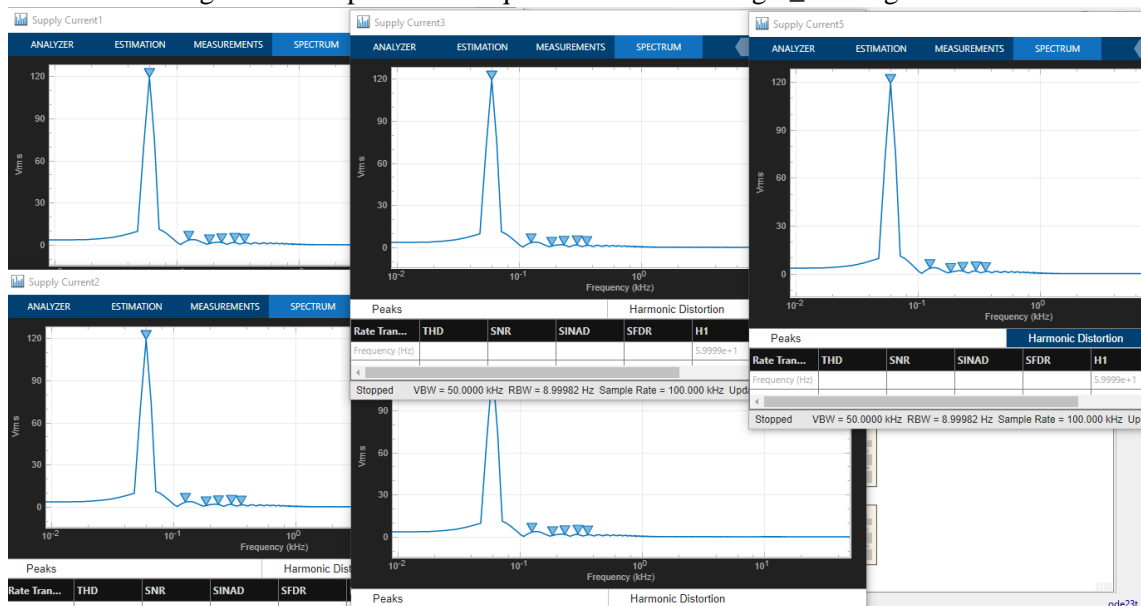 Supply Current1
ANALYZER ESTIMATION MEASUREMENTS SPECTRUM
120
90
60
30
0
Vrms
Supply Current2
ANALYZER ESTIMATION MEASUREMENTS SPECTRUM
120
90
60
30
0
Vrms
10-2 10-1 100
Frequency (kHz)
Peaks Harmonic Dist
Rate Tran... THD SNR SINAD SFDR
Supply Current3
ANALYZER ESTIMATION MEASUREMENTS SPECTRUM
120
90
60
30
0
Vrms
10-2 10-1 100
Frequency (kHz)
Peaks Harmonic Distortion
Rate Tran... THD SNR SINAD SFDR H1
Frequency (Hz) 5.9999e+1
Stopped VBW = 50.0000 kHz RBW = 8.99982 Hz Sample Rate = 100.000 kHz Upda
90
60
30
0
Vrms
10-2 10-1 100 101
Frequency (kHz)
Peaks Harmonic Distortion
Supply Current5
ANALYZER ESTIMATION MEASUREMENTS SPECTRUM
120
90
60
30
0
Vrms
10-2 10-1 100
Frequency (kHz)
Peaks Harmonic Distortion
Rate Tran... THD SNR SINAD SFDR H1
Frequency (Hz) 5.9999e+1
Stopped VBW = 50.0000 kHz RBW = 8.99982 Hz Sample Rate = 100.000 kHz Up
ode23t